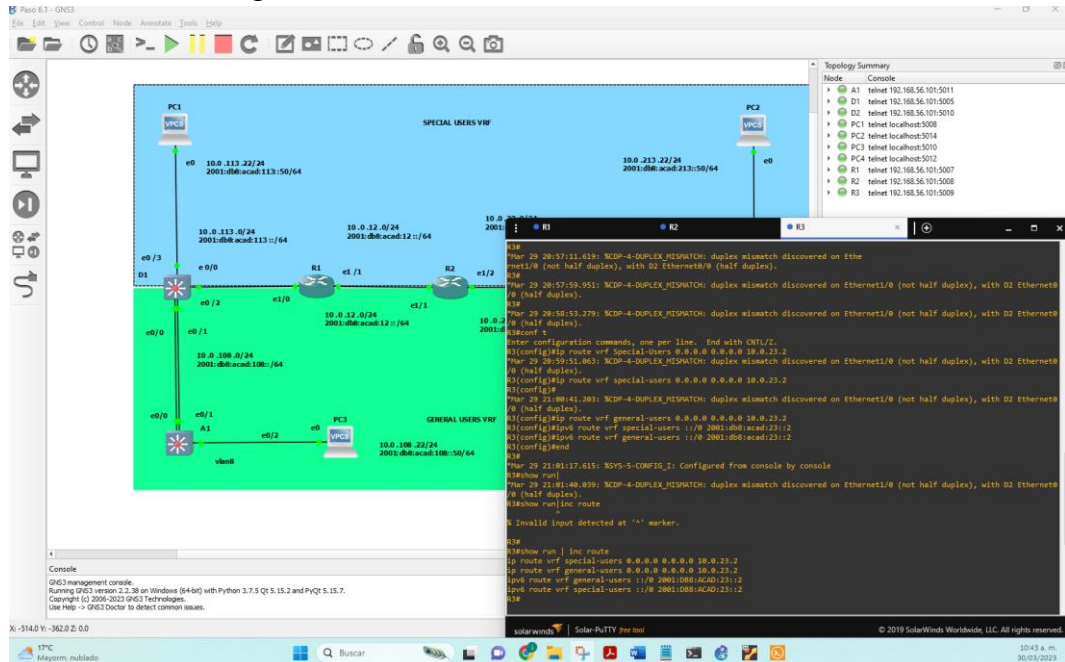 Paso 6.1 - GNS3
File Edit View Control Node Annotate Tools Help
Topology Summary
Node Console
A1 telnet 192.168.56.101:5011
D1 telnet 192.168.56.101:5005
D2 telnet 192.168.56.101:5010
PC1 telnet localhost:5008
PC2 telnet localhost:5014
PC3 telnet localhost:5010
PC4 telnet localhost:5012
R1 telnet 192.168.56.101:5007
R2 telnet 192.168.56.101:5008
R3 telnet 192.168.56.101:5009
PC1
VPCS
SPECIAL USERS VRF
PC2
VPCS
e0
10.0 .113 .22/24
2001:db8:acad:113::50/64
10.0 .213 .22/24
2001:db8:acad:213::50/64
e0
10.0 .113 .0/24
2001:db8:acad:113 ::/64
10.0 .12 .0/24
2001:db8:acad:12 ::/64
e0 /3
e 0/0
D1
R1
e1 /1
R2
e1/2
e0 /2
e1/0
e1/1
10.0 .12 .0/24
2001:db8:acad:12 ::/64
e0/0
e0 /1
10.0 .108 .0/24
2001:db8:acad:108::/64
e0/0
e0/1
A1
e0/2
e0
PC3
VPCS
GENERAL USERS VRF
10.0 .108 .22/24
2001:db8:acad:108::50/64
vlan8
R1
R2
R3
R3#
*Mar 29 20:57:11.619: %CDP-4-DUPLEX_MISMATCH: duplex mismatch discovered on Ethe
rnet1/0 (not half duplex), with D2 Ethernet0/0 (half duplex).
R3#
*Mar 29 20:57:59.951: %CDP-4-DUPLEX_MISMATCH: duplex mismatch discovered on Ethernet1/0 (not half duplex), with D2 Ethernet0
/0 (half duplex).
R3#
*Mar 29 20:58:53.279: %CDP-4-DUPLEX_MISMATCH: duplex mismatch discovered on Ethernet1/0 (not half duplex), with D2 Ethernet0
/0 (half duplex).
R3#conf t
Enter configuration commands, one per line. End with CNTL/Z.
R3(config)#ip route vrf Special-Users 0.0.0.0 0.0.0.0 10.0.23.2
*Mar 29 20:59:51.063: %CDP-4-DUPLEX_MISMATCH: duplex mismatch discovered on Ethernet1/0 (not half duplex), with D2 Ethernet0
/0 (half duplex).
R3(config)#ip route vrf special-users 0.0.0.0 0.0.0.0 10.0.23.2
R3(config)#
*Mar 29 21:00:41.203: %CDP-4-DUPLEX_MISMATCH: duplex mismatch discovered on Ethernet1/0 (not half duplex), with D2 Ethernet0
/0 (half duplex).
R3(config)#ip route vrf general-users 0.0.0.0 0.0.0.0 10.0.23.2
R3(config)#ipv6 route vrf special-users ::/0 2001:db8:acad:23::2
R3(config)#ipv6 route vrf general-users ::/0 2001:db8:acad:23::2
R3(config)#end
R3#
*Mar 29 21:01:17.615: %SYS-5-CONFIG_I: Configured from console by console
R3#show run|
*Mar 29 21:01:40.039: %CDP-4-DUPLEX_MISMATCH: duplex mismatch discovered on Ethernet1/0 (not half duplex), with D2 Ethernet0
/0 (half duplex).
R3#show run|inc route
^
% Invalid input detected at '^' marker.
R3#
R3#show run | inc route
ip route vrf special-users 0.0.0.0 0.0.0.0 10.0.23.2
ip route vrf general-users 0.0.0.0 0.0.0.0 10.0.23.2
ipv6 route vrf general-users ::/0 2001:DB8:ACAD:23::2
ipv6 route vrf special-users ::/0 2001:DB8:ACAD:23::2
R3#
solarwinds Solar-PuTTY free tool
© 2019 SolarWinds Worldwide, LLC. All rights reserved.
Console
GNS3 management console.
Running GNS3 version 2.2.38 on Windows (64-bit) with Python 3.7.5 Qt 5.15.2 and PyQt 5.15.7.
Copyright (c) 2006-2023 GNS3 Technologies.
Use Help -> GNS3 Doctor to detect common issues.
X: -514.0 Y: -362.0 Z: 0.0
17°C
Mayorm. nublado
Buscar
10:43 a. m.
30/03/2023